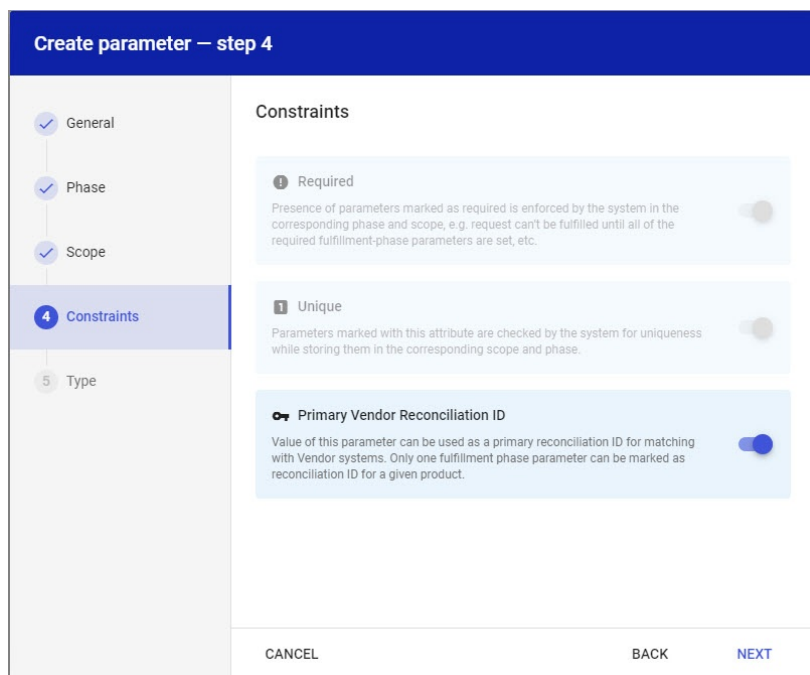 Create parameter — step 4
General
Phase
Scope
4 Constraints
5 Type
Constraints
Required
Presence of parameters marked as required is enforced by the system in the
corresponding phase and scope, e.g. request can't be fulfilled until all of the
required fulfillment-phase parameters are set, etc.
1 Unique
Parameters marked with this attribute are checked by the system for uniqueness
while storing them in the corresponding scope and phase.
Primary Vendor Reconciliation ID
Value of this parameter can be used as a primary reconciliation ID for matching
with Vendor systems. Only one fulfillment phase parameter can be marked as
reconciliation ID for a given product.
CANCEL BACK NEXT